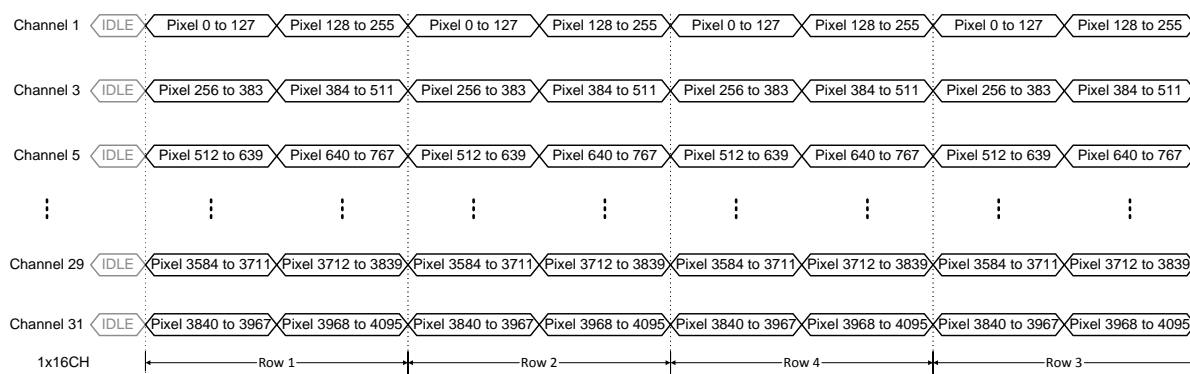 Channel 1 IDLE Pixel 0 to 127 Pixel 128 to 255 Pixel 0 to 127 Pixel 128 to 255 Pixel 0 to 127 Pixel 128 to 255 Pixel 0 to 127 Pixel 128 to 255
Channel 3 IDLE Pixel 256 to 383 Pixel 384 to 511 Pixel 256 to 383 Pixel 384 to 511 Pixel 256 to 383 Pixel 384 to 511 Pixel 256 to 383 Pixel 384 to 511
Channel 5 IDLE Pixel 512 to 639 Pixel 640 to 767 Pixel 512 to 639 Pixel 640 to 767 Pixel 512 to 639 Pixel 640 to 767 Pixel 512 to 639 Pixel 640 to 767
Channel 29 IDLE Pixel 3584 to 3711 Pixel 3712 to 3839 Pixel 3584 to 3711 Pixel 3712 to 3839 Pixel 3584 to 3711 Pixel 3712 to 3839 Pixel 3584 to 3711 Pixel 3712 to 3839
Channel 31 IDLE Pixel 3840 to 3967 Pixel 3968 to 4095 Pixel 3840 to 3967 Pixel 3968 to 4095 Pixel 3840 to 3967 Pixel 3968 to 4095 Pixel 3840 to 3967 Pixel 3968 to 4095
1x16CH Row 1 Row 2 Row 4 Row 3